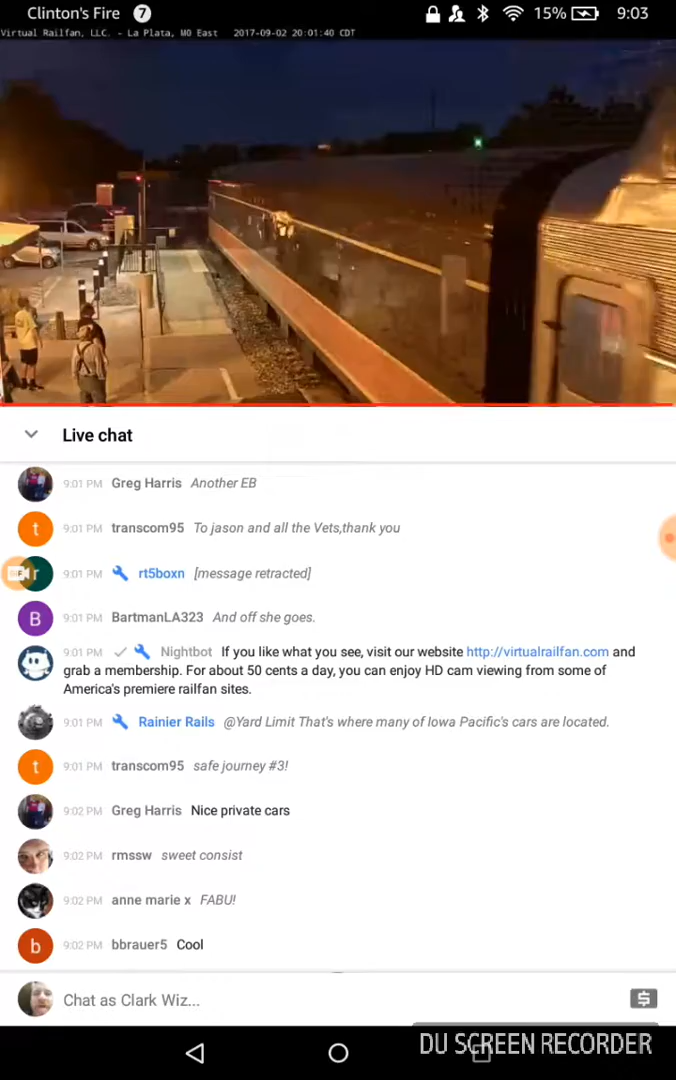 Clinton's Fire 7 15% 9:03
Virtual Railfan, LLC. - La Plata, MO East 2017-09-02 20:01:40 CDT
Live chat
9:01 PM Greg Harris Another EB
t 9:01 PM transcom95 To jason and all the Vets,thank you
r 9:01 PM rt5boxn [message retracted]
B 9:01 PM BartmanLA323 And off she goes.
9:01 PM Nightbot If you like what you see, visit our website http://virtualrailfan.com and
grab a membership. For about 50 cents a day, you can enjoy HD cam viewing from some of
America's premiere railfan sites.
9:01 PM Rainier Rails @Yard Limit That's where many of Iowa Pacific's cars are located.
t 9:01 PM transcom95 safe journey #3!
9:02 PM Greg Harris Nice private cars
9:02 PM rmssw sweet consist
9:02 PM anne marie x FABU!
b 9:02 PM bbrauer5 Cool
Chat as Clark Wiz... $
DU SCREEN RECORDER